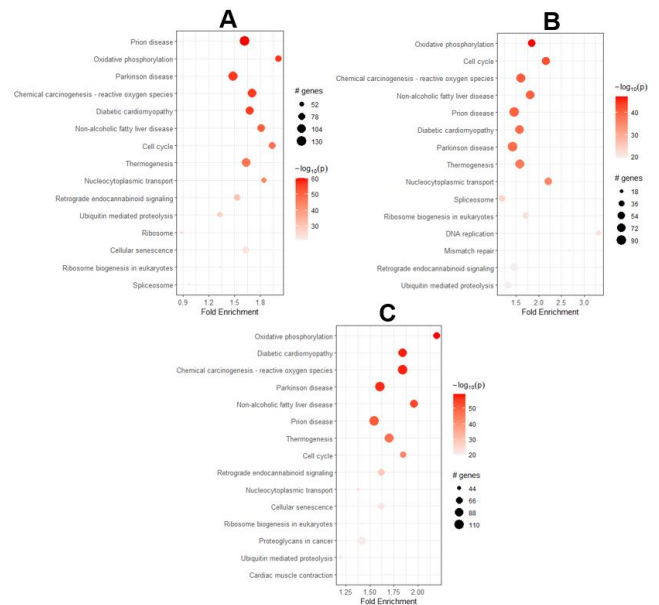 A
Prion disease
Oxidative phosphorylation
Parkinson disease
Chemical carcinogenesis - reactive oxygen species
Diabetic cardiomyopathy
Non-alcoholic fatty liver disease
Cell cycle
Thermogenesis
Nucleocytoplasmic transport
Retrograde endocannabinoid signaling
Ubiquitin mediated proteolysis
Ribosome
Cellular senescence
Ribosome biogenesis in eukaryotes
Spliceosome
0.9 1.2 1.5 1.8
Fold Enrichment
# genes
52
78
104
130
−log10(p)
60
50
40
30
B
Oxidative phosphorylation
Cell cycle
Chemical carcinogenesis - reactive oxygen species
Non-alcoholic fatty liver disease
Prion disease
Diabetic cardiomyopathy
Parkinson disease
Thermogenesis
Nucleocytoplasmic transport
Spliceosome
Ribosome biogenesis in eukaryotes
DNA replication
Mismatch repair
Retrograde endocannabinoid signaling
Ubiquitin mediated proteolysis
1.5 2.0 2.5 3.0
Fold Enrichment
−log10(p)
40
30
20
# genes
18
36
54
72
90
C
Oxidative phosphorylation
Diabetic cardiomyopathy
Chemical carcinogenesis - reactive oxygen species
Parkinson disease
Non-alcoholic fatty liver disease
Prion disease
Thermogenesis
Cell cycle
Retrograde endocannabinoid signaling
Nucleocytoplasmic transport
Cellular senescence
Ribosome biogenesis in eukaryotes
Proteoglycans in cancer
Ubiquitin mediated proteolysis
Cardiac muscle contraction
1.25 1.50 1.75 2.00
Fold Enrichment
−log10(p)
50
40
30
20
# genes
44
66
88
110